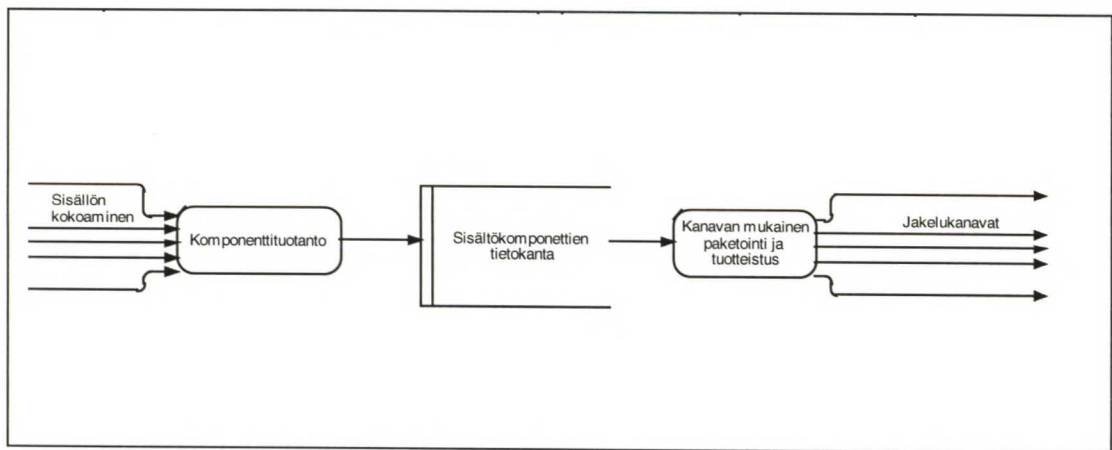 Sisällön
kokoaminen
Komponenttituotanto
Sisältökomponettien
tietokanta
Kanavan mukainen
paketointi ja
tuotteistus
Jakelukanavat